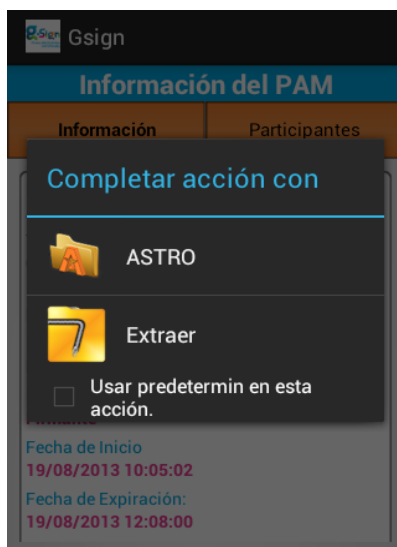 Gsign
Información del PAM
Información Participantes
Completar acción con
ASTRO
Extraer
Usar predetermin en esta
acción.
Fecha de Inicio
19/08/2013 10:05:02
Fecha de Expiración:
19/08/2013 12:08:00